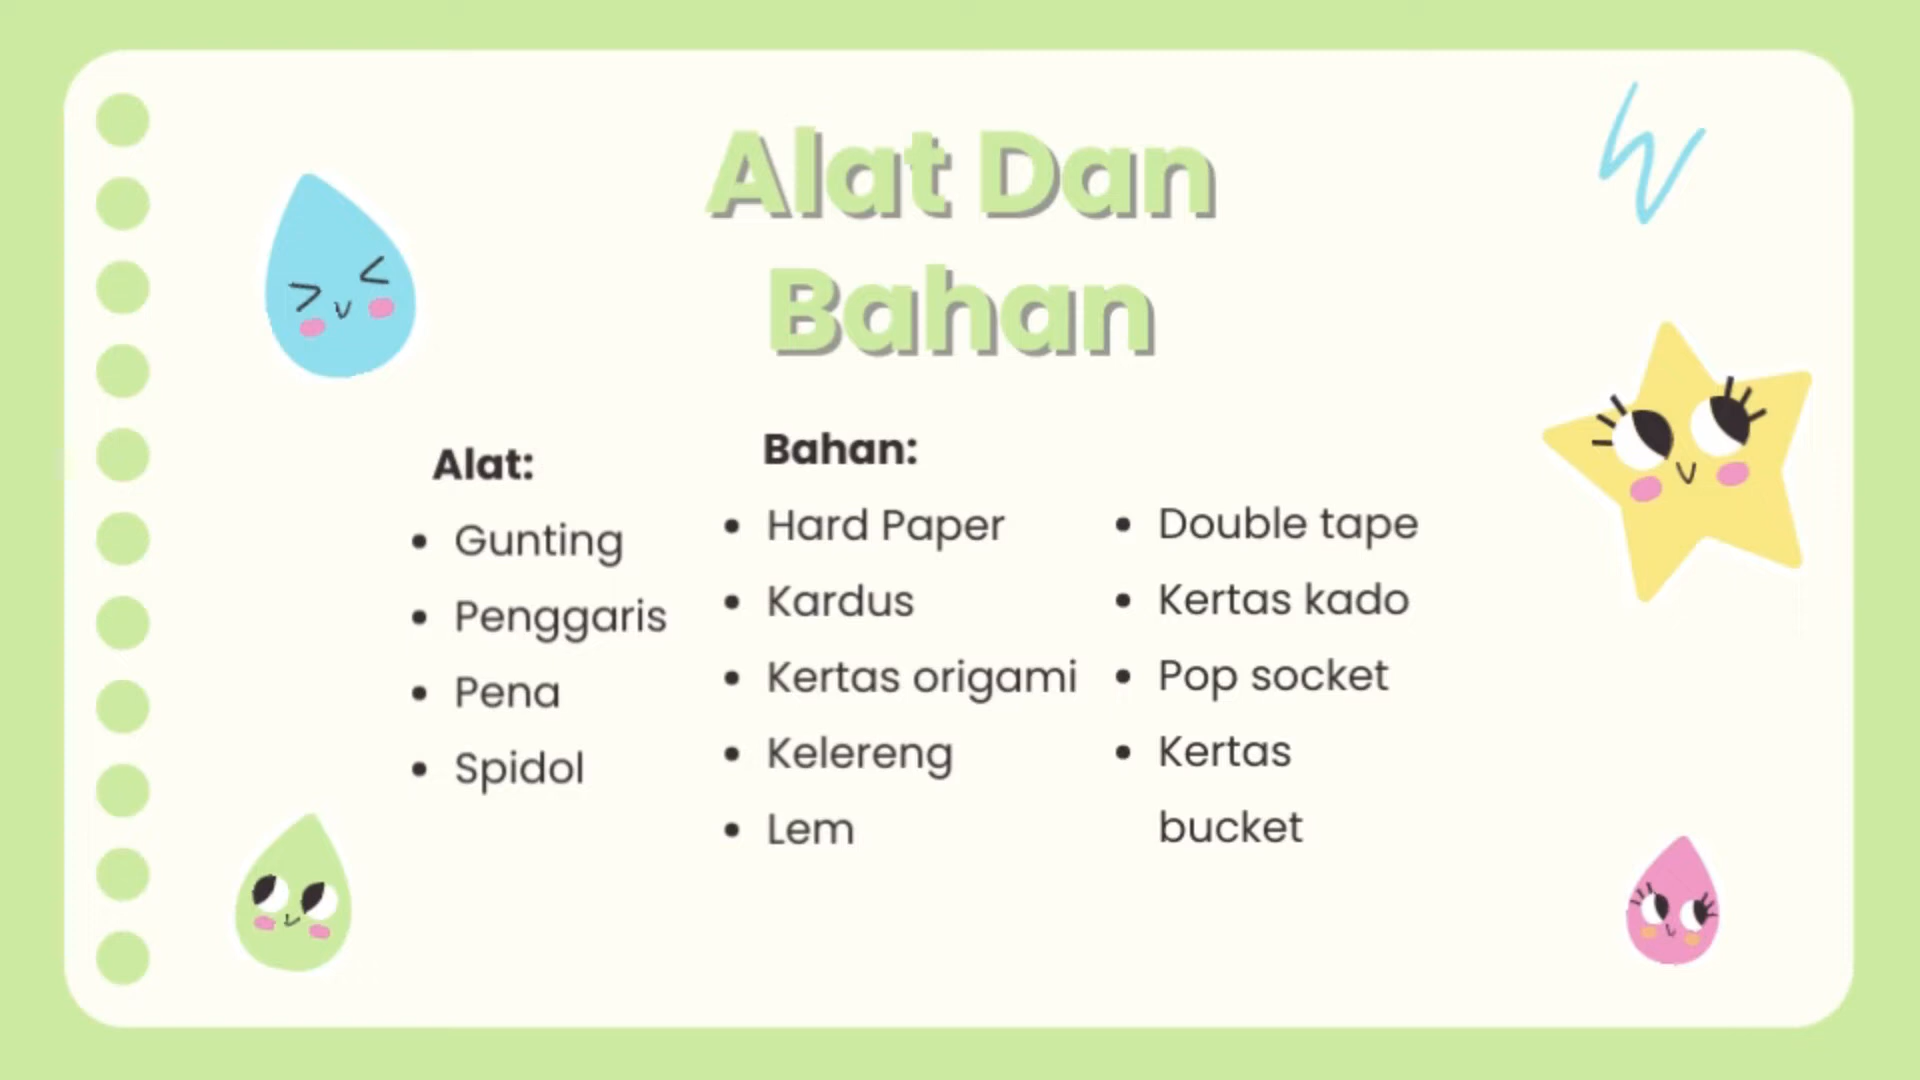 Alat Dan
Bahan
Alat:
• Gunting
• Penggaris
• Pena
• Spidol
Bahan:
• Hard Paper
• Kardus
• Kertas origami
• Kelereng
• Lem
• Double tape
• Kertas kado
• Pop socket
• Kertas
bucket